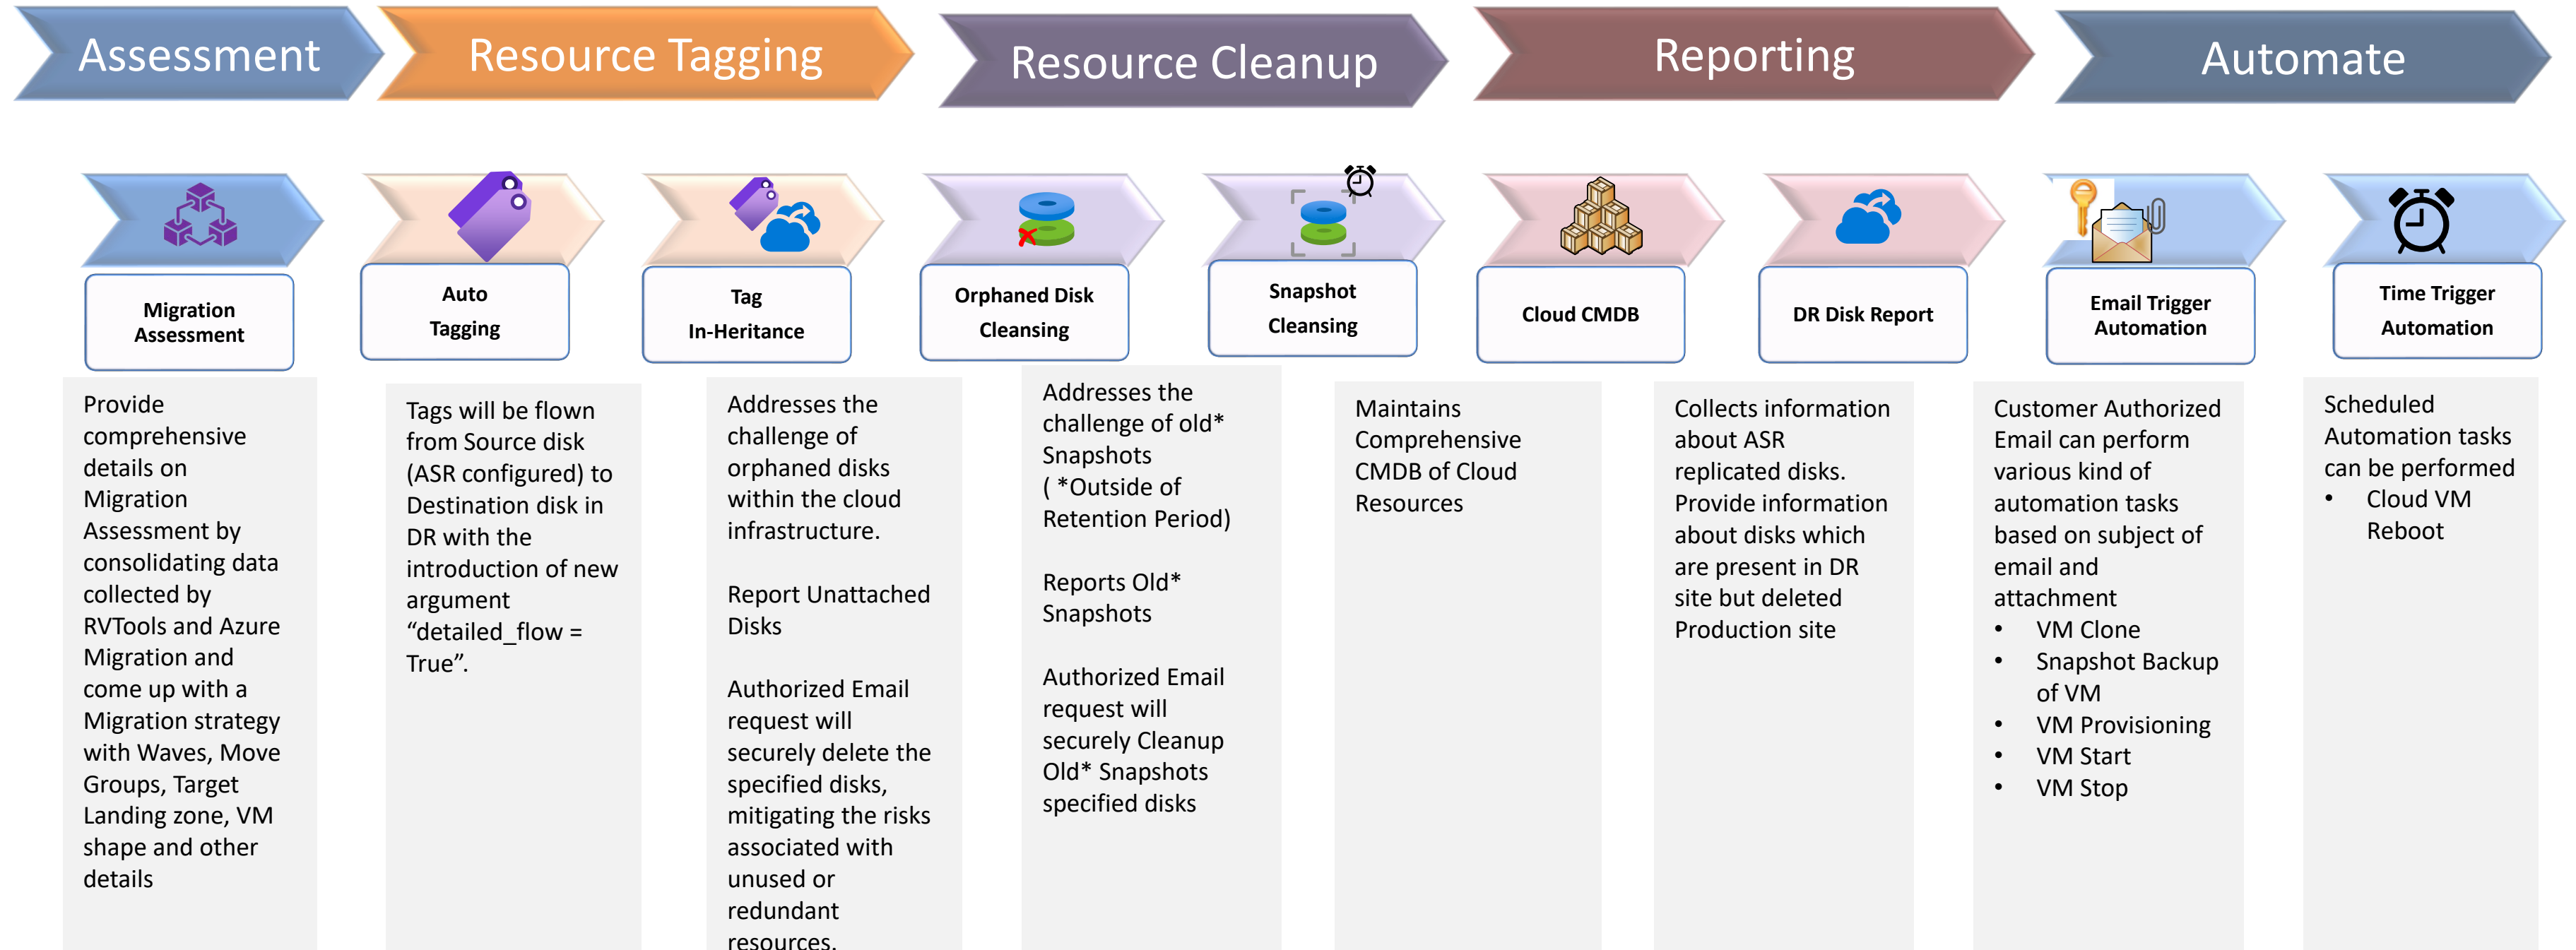 Assessment
Resource Tagging
Resource Cleanup
Reporting
Automate
Migration
Assessment
Auto
Tagging
Tag
In-Heritance
Orphaned Disk
Cleansing
Snapshot
Cleansing
Cloud CMDB
DR Disk Report
Email Trigger
Automation
Time Trigger
Automation
Provide
comprehensive
details on
Migration
Assessment by
consolidating data
collected by
RVTools and Azure
Migration and
come up with a
Migration strategy
with Waves, Move
Groups, Target
Landing zone, VM
shape and other
details
Tags will be flown
from Source disk
(ASR configured) to
Destination disk in
DR with the
introduction of new
argument
“detailed_flow =
True”.
Addresses the
challenge of
orphaned disks
within the cloud
infrastructure.
Report Unattached
Disks
Authorized Email
request will
securely delete the
specified disks,
mitigating the risks
associated with
unused or
redundant
resources.
Addresses the
challenge of old*
Snapshots
( *Outside of
Retention Period)
Reports Old*
Snapshots
Authorized Email
request will
securely Cleanup
Old* Snapshots
specified disks
Maintains
Comprehensive
CMDB of Cloud
Resources
Collects information
about ASR
replicated disks.
Provide information
about disks which
are present in DR
site but deleted
Production site
Customer Authorized
Email can perform
various kind of
automation tasks
based on subject of
email and
attachment
• VM Clone
• Snapshot Backup
of VM
• VM Provisioning
• VM Start
• VM Stop
Scheduled
Automation tasks
can be performed
• Cloud VM
Reboot